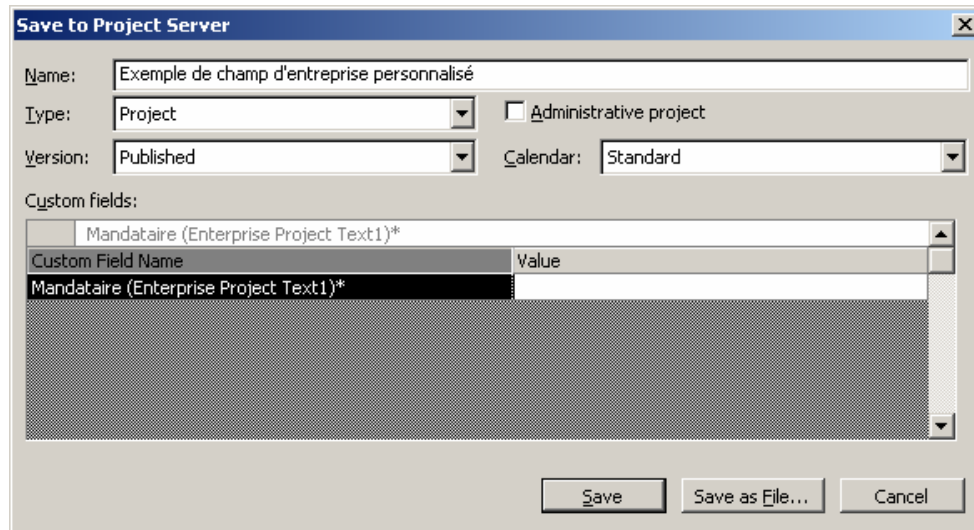 Save to Project Server
Name: Exemple de champ d'entreprise personnalisé
Type: Project Administrative project
Version: Published Calendar: Standard
Custom fields:
Mandataire (Enterprise Project Text1)*
Custom Field Name Value
Mandataire (Enterprise Project Text1)*
Save Save as File... Cancel